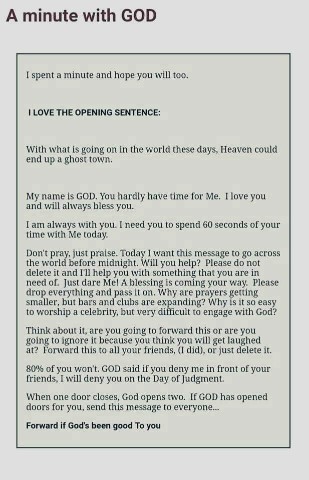 A minute with GOD
I spent a minute and hope you will too.
I LOVE THE OPENING SENTENCE:
With what is going on in the world these days, Heaven could
end up a ghost town.
My name is GOD. You hardly have time for Me.  I love you
and will always bless you.
I am always with you. I need you to spend 60 seconds of your
time with Me today.
Don't pray, just praise. Today I want this message to go across
the world before midnight. Will you help?  Please do not
delete it and I'll help you with something that you are in
need of.  Just dare Me! A blessing is coming your way.  Please
drop everything and pass it on. Why are prayers getting
smaller, but bars and clubs are expanding? Why is it so easy
to worship a celebrity, but very difficult to engage with God?
Think about it, are you going to forward this or are you
going to ignore it because you think you will get laughed
at?  Forward this to all your friends, (I did), or just delete it.
80% of you won't. GOD said if you deny me in front of your
friends, I will deny you on the Day of Judgment.
When one door closes, God opens two.  If GOD has opened
doors for you, send this message to everyone...
Forward if God's been good To you